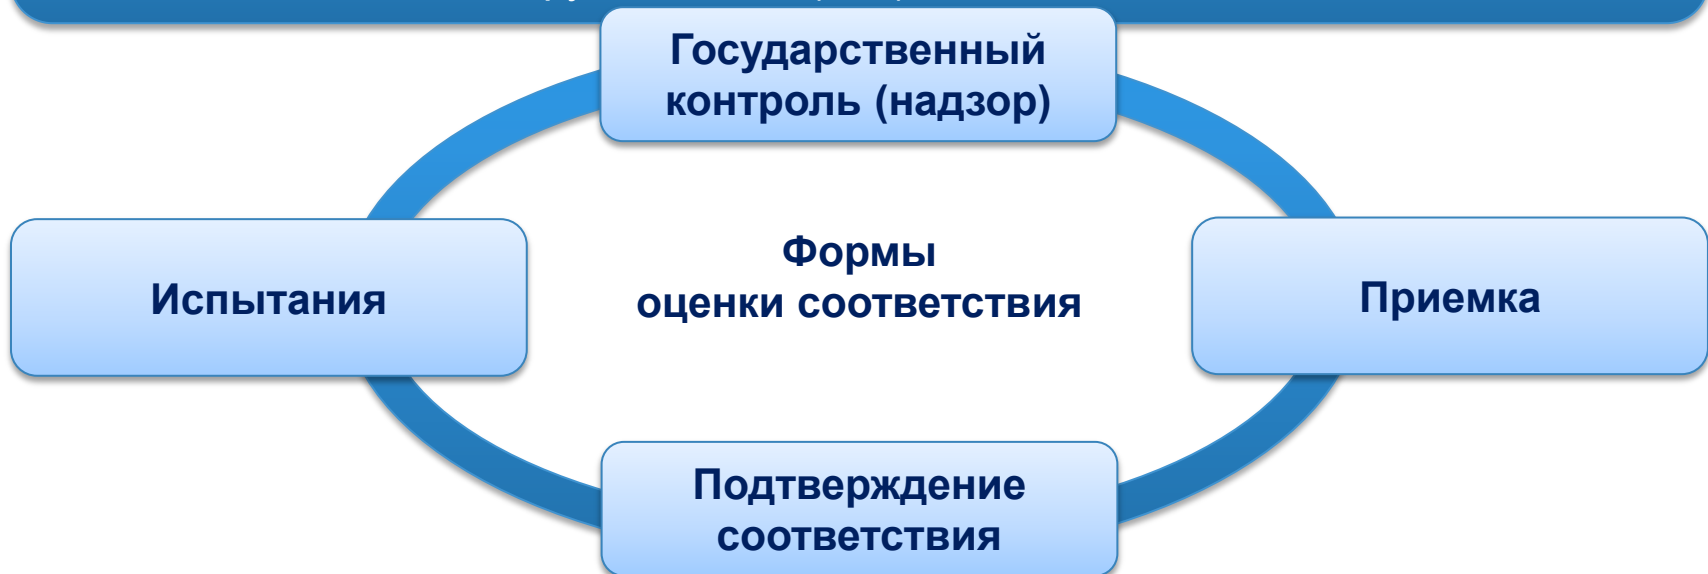 Государственный
контроль (надзор)
Испытания
Формы
оценки соответствия
Приемка
Подтверждение
соответствия